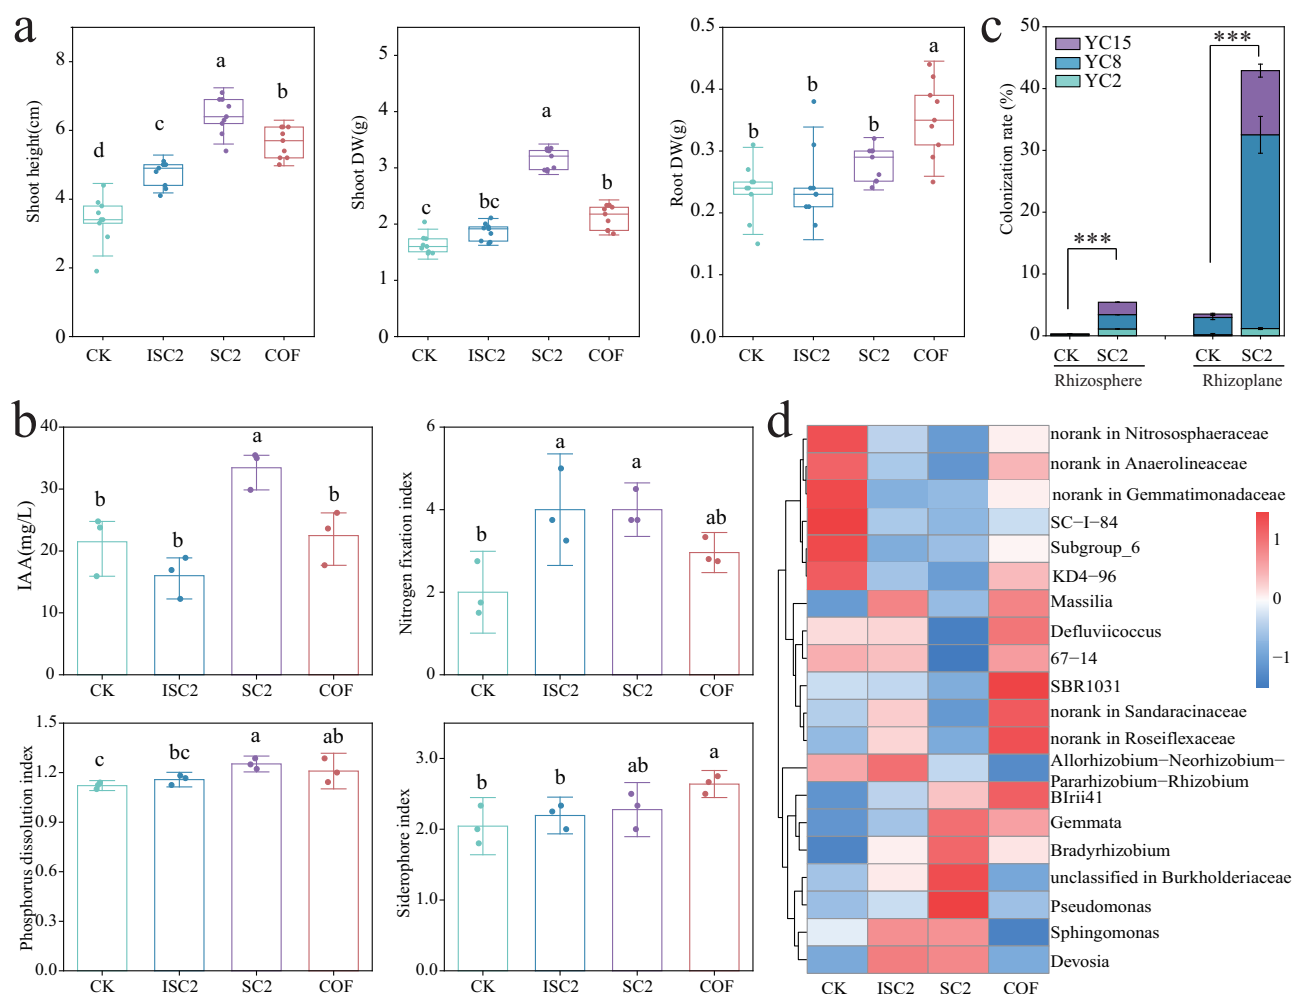 a
Shoot height(cm)
8
6
4
2
0
d
c
a
b
CK ISC2 SC2 COF
Shoot DW(g)
5
4
3
2
1
0
c
bc
a
b
CK ISC2 SC2 COF
Root DW(g)
0.5
0.4
0.3
0.2
0.1
0.0
b
b
b
a
CK ISC2 SC2 COF
c
Colonization rate (%)
50
40
30
20
10
0
YC15
YC8
YC2
***
***
CK SC2 CK SC2
Rhizosphere Rhizoplane
b
IAA(mg/L)
40
30
20
10
0
b
b
a
b
CK ISC2 SC2 COF
Nitrogen fixation index
6
4
2
0
b
a
a
ab
CK ISC2 SC2 COF
Phosphorus dissolution index
1.5
1.2
0.9
0.6
0.3
0.0
c
bc
a
ab
CK ISC2 SC2 COF
Siderophore index
3.0
2.0
1.0
0.0
b
b
ab
a
CK ISC2 SC2 COF
d
norank in Nitrososphaeraceae
norank in Anaerolineaceae
norank in Gemmatimonadaceae
SC−I−84
Subgroup_6
KD4−96
Massilia
Defluviicoccus
67−14
SBR1031
norank in Sandaracinaceae
norank in Roseiflexaceae
Allorhizobium−Neorhizobium−
Pararhizobium−Rhizobium
BIrii41
Gemmata
Bradyrhizobium
unclassified in Burkholderiaceae
Pseudomonas
Sphingomonas
Devosia
CK ISC2 SC2 COF
1
0
−1